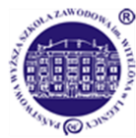 PAŃSTWOWA WYŻSZA SZKOŁA ZAWODOWA im. WITELONA w LEGNICY
®